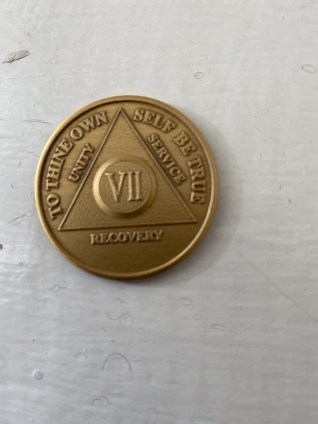 TO THINE OWN SELF BE TRUE
UNITY
SERVICE
VII
RECOVERY